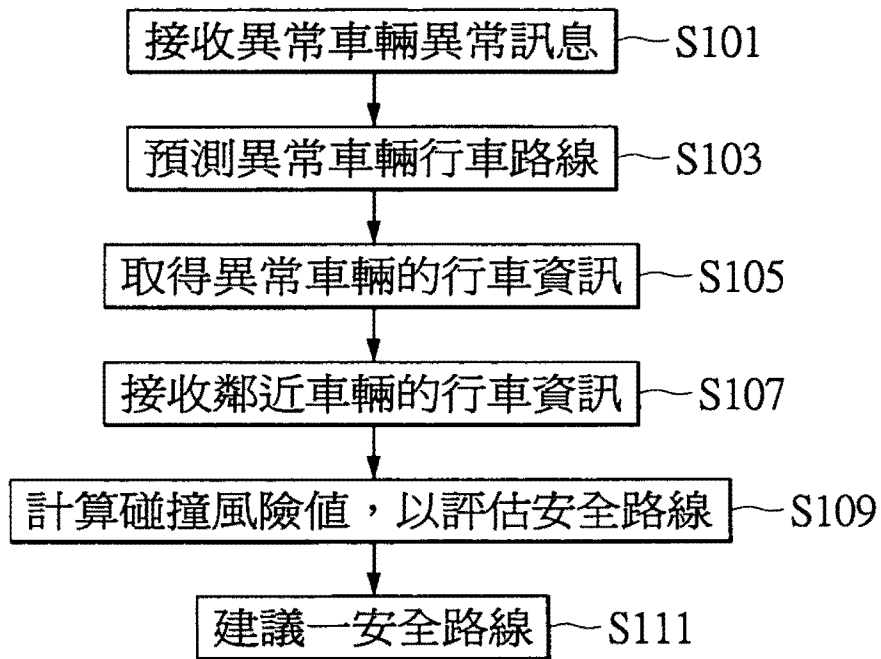 接收異常車輛異常訊息 S101
預測異常車輛行車路線 S103
取得異常車輛的行車資訊 S105
接收鄰近車輛的行車資訊 S107
計算碰撞風險值，以評估安全路線 S109
建議一安全路線 S111